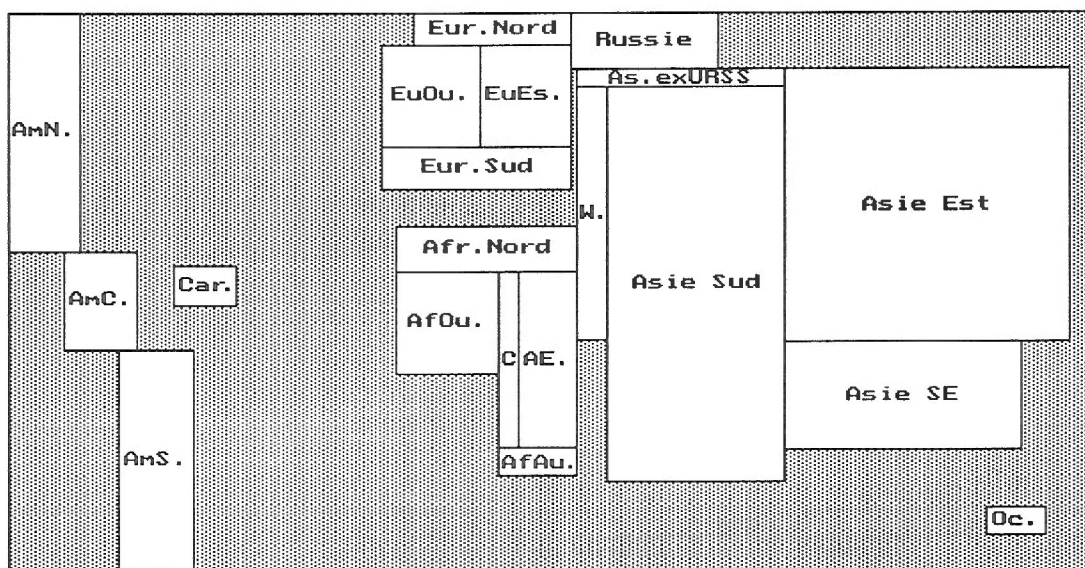 Eur.Nord
Russie
As.exURSS
EuOu.
EuEs.
AmN.
Eur.Sud
Asie Est
W.
Afr.Nord
Asie Sud
Car.
AmC.
AfOu.
C
AE.
Asie SE
AmS.
AfAu.
Oc.